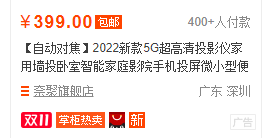 ¥399.00 包邮 400+人付款
【自动对焦】2022新款5G超高清投影仪家
用墙投卧室智能家庭影院手机投屏微小型便
奈聚旗舰店 广东 深圳
双11 掌柜热卖 新 广告